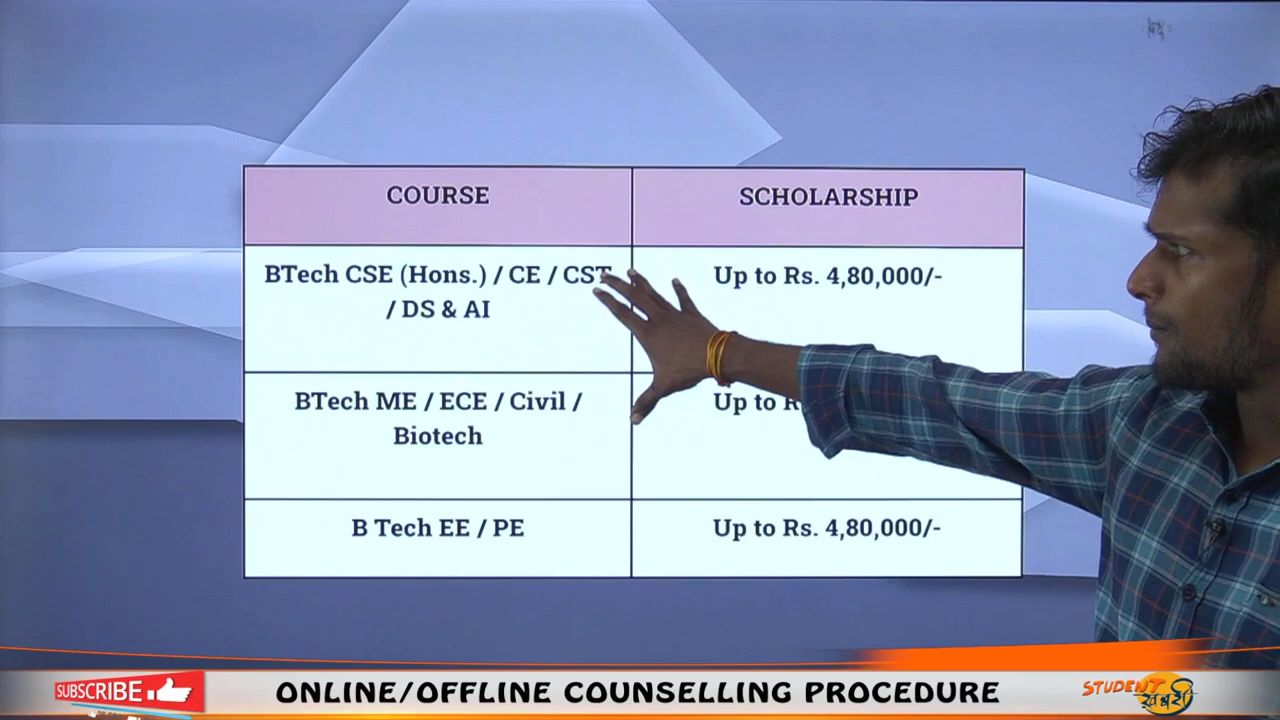 COURSE
SCHOLARSHIP
BTech CSE (Hons.) / CE / CST
/ DS & AI
Up to Rs. 4,80,000/-
BTech ME / ECE / Civil /
Biotech
Up to R
B Tech EE / PE
Up to Rs. 4,80,000/-
SUBSCRIBE
ONLINE/OFFLINE COUNSELLING PROCEDURE
STUDENT
खबरी